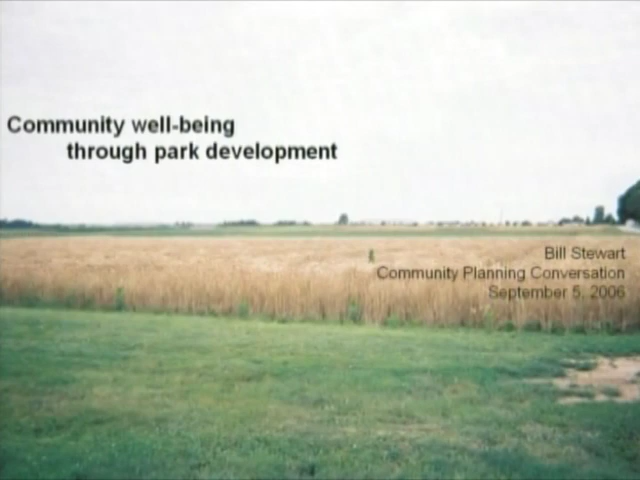 Community well-being
through park development
Bill Stewart
Community Planning Conversation
September 5, 2006